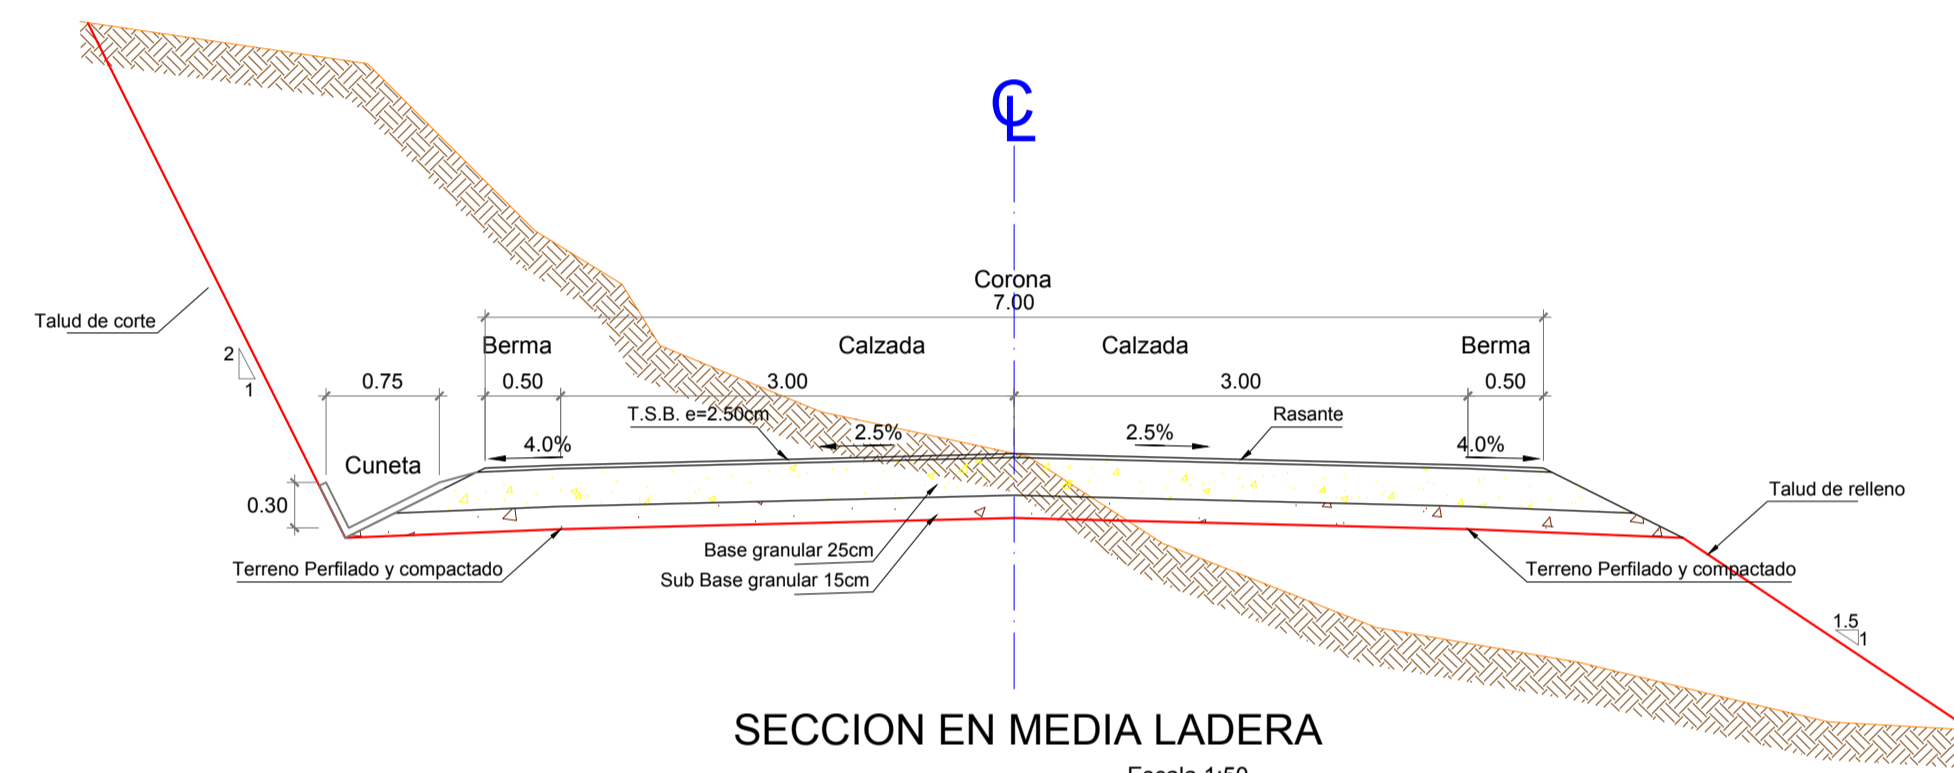 CL
Corona
7.00
Talud de corte
2
1
Berma
Calzada
Calzada
Berma
0.75
0.50
3.00
3.00
0.50
T.S.B. e=2.50cm
Rasante
4.0%
2.5%
2.5%
4.0%
Cuneta
0.30
Talud de relleno
Base granular 25cm
Terreno Perfilado y compactado
Sub Base granular 15cm
Terreno Perfilado y compactado
1.5
1
SECCION EN MEDIA LADERA
Escala 1:50